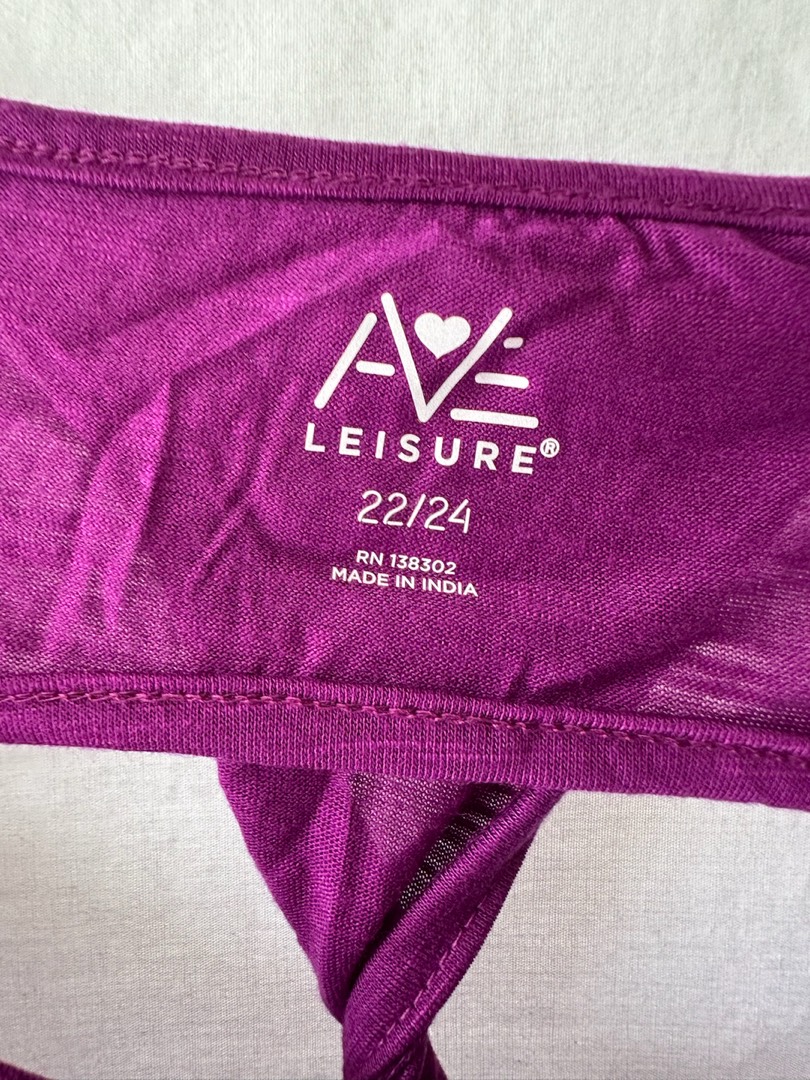 AVE
LEISURE®
22/24
RN 138302
MADE IN INDIA